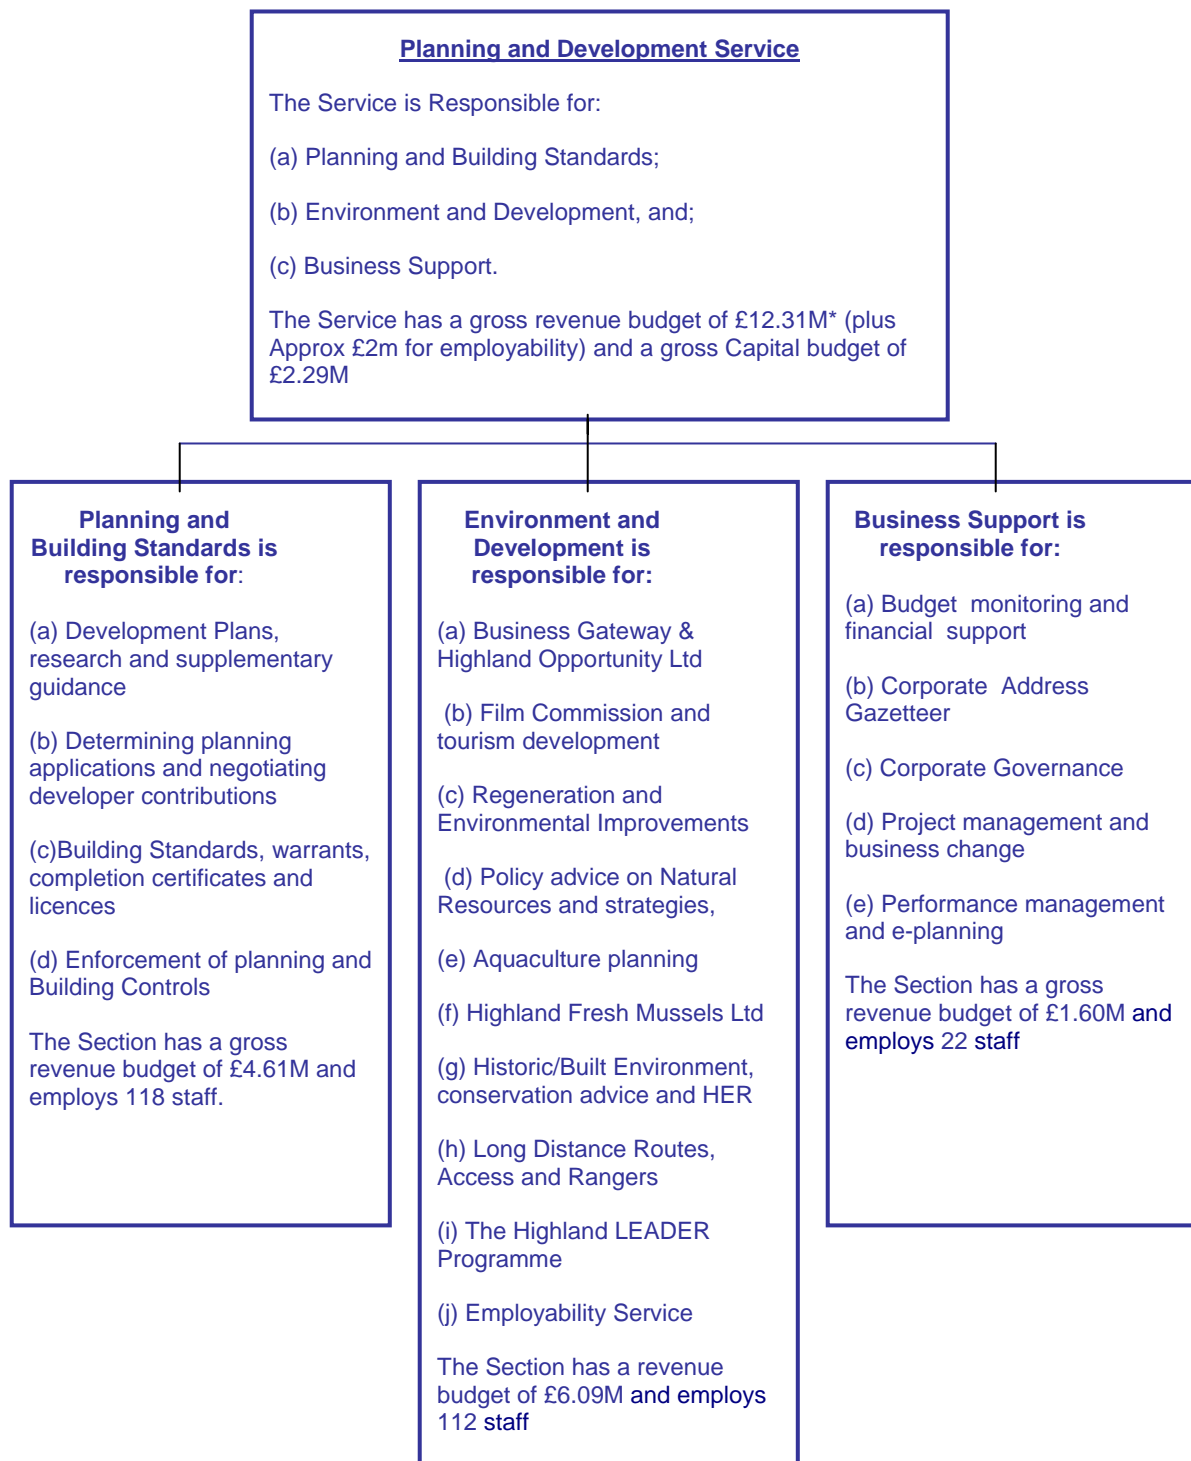 Planning and Development Service
The Service is Responsible for:
(a) Planning and Building Standards;
(b) Environment and Development, and;
(c) Business Support.
The Service has a gross revenue budget of £12.31M* (plus
Approx £2m for employability) and a gross Capital budget of
£2.29M
Planning and
Building Standards is
responsible for:
(a) Development Plans,
research and supplementary
guidance
(b) Determining planning
applications and negotiating
developer contributions
(c)Building Standards, warrants,
completion certificates and
licences
(d) Enforcement of planning and
Building Controls
The Section has a gross
revenue budget of £4.61M and
employs 118 staff.
Environment and
Development is
responsible for:
(a) Business Gateway &
Highland Opportunity Ltd
(b) Film Commission and
tourism development
(c) Regeneration and
Environmental Improvements
(d) Policy advice on Natural
Resources and strategies,
(e) Aquaculture planning
(f) Highland Fresh Mussels Ltd
(g) Historic/Built Environment,
conservation advice and HER
(h) Long Distance Routes,
Access and Rangers
(i) The Highland LEADER
Programme
(j) Employability Service
The Section has a revenue
budget of £6.09M and employs
112 staff
Business Support is
responsible for:
(a) Budget  monitoring and
financial  support
(b) Corporate  Address
Gazetteer
(c) Corporate Governance
(d) Project management and
business change
(e) Performance management
and e-planning
The Section has a gross
revenue budget of £1.60M and
employs 22 staff